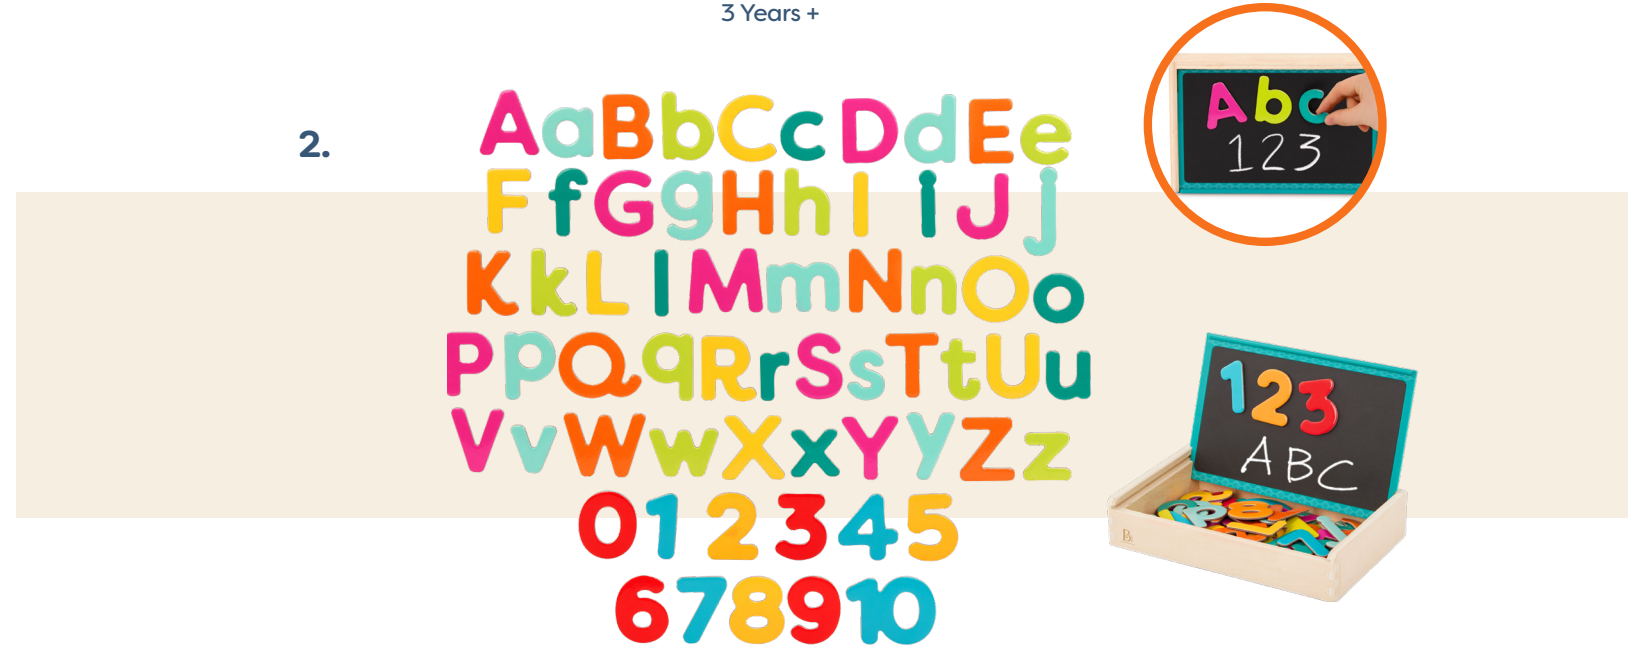 3 Years +
2.
AaBbCcDdEe
FfGgHhIiJj
KkLlMmNnOo
PpQqRrSsTtUu
VvWwXxYyZz
012345
678910
Abc
123
123
ABC
B.